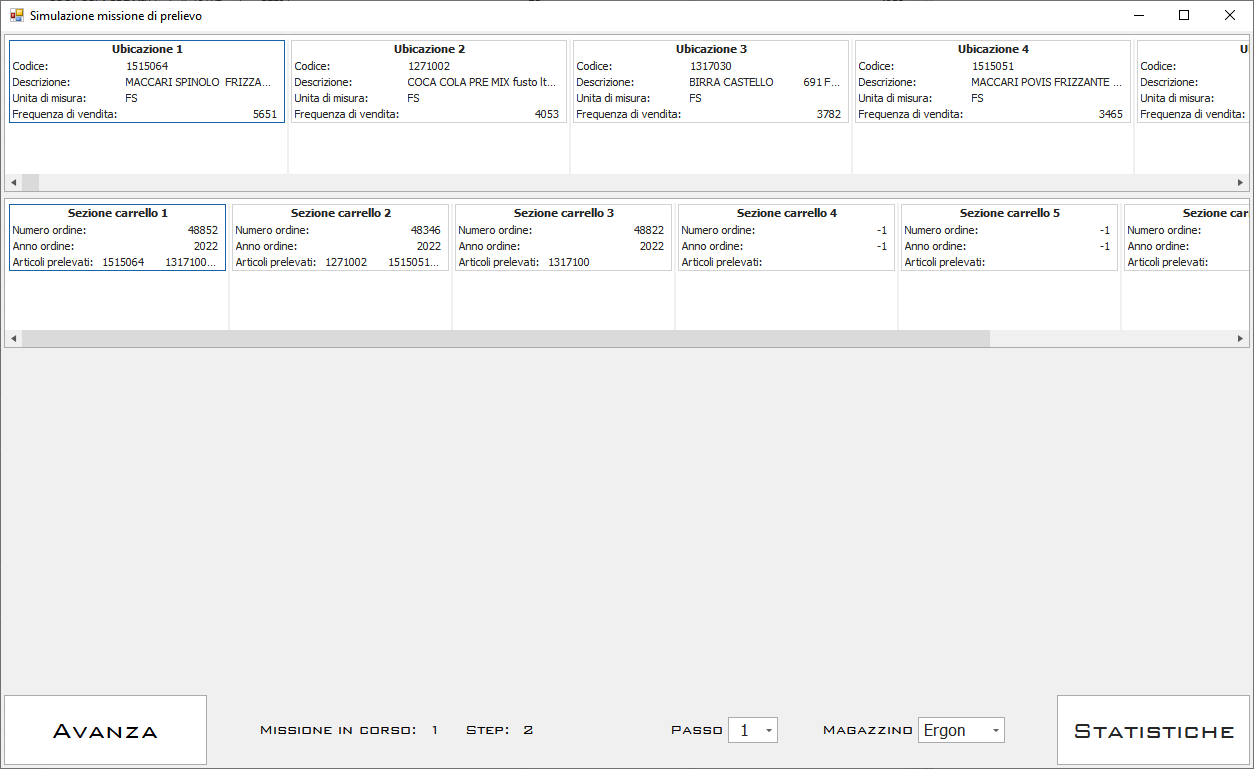 Simulazione missione di prelievo
Ubicazione 1
Codice: 1515064
Descrizione: MACCARI SPINOLO FRIZZA...
Unita di misura: FS
Frequenza di vendita: 5651
Ubicazione 2
Codice: 1271002
Descrizione: COCA COLA PRE MIX fusto lt...
Unita di misura: FS
Frequenza di vendita: 4053
Ubicazione 3
Codice: 1317030
Descrizione: BIRRA CASTELLO 691 F...
Unita di misura: FS
Frequenza di vendita: 3782
Ubicazione 4
Codice: 1515051
Descrizione: MACCARI POVIS FRIZZANTE ...
Unita di misura: FS
Frequenza di vendita: 3465
U
Codice:
Descrizione:
Unita di misura:
Frequenza di vendita:
Sezione carrello 1
Numero ordine: 48852
Anno ordine: 2022
Articoli prelevati: 1515064 1317100...
Sezione carrello 2
Numero ordine: 48346
Anno ordine: 2022
Articoli prelevati: 1271002 1515051...
Sezione carrello 3
Numero ordine: 48822
Anno ordine: 2022
Articoli prelevati: 1317100
Sezione carrello 4
Numero ordine: -1
Anno ordine: -1
Articoli prelevati:
Sezione carrello 5
Numero ordine: -1
Anno ordine: -1
Articoli prelevati:
Sezione car
Numero ordine:
Anno ordine:
Articoli prelevati:
Avanza
Missione in corso: 1 Step: 2
Passo 1
Magazzino Ergon
Statistiche